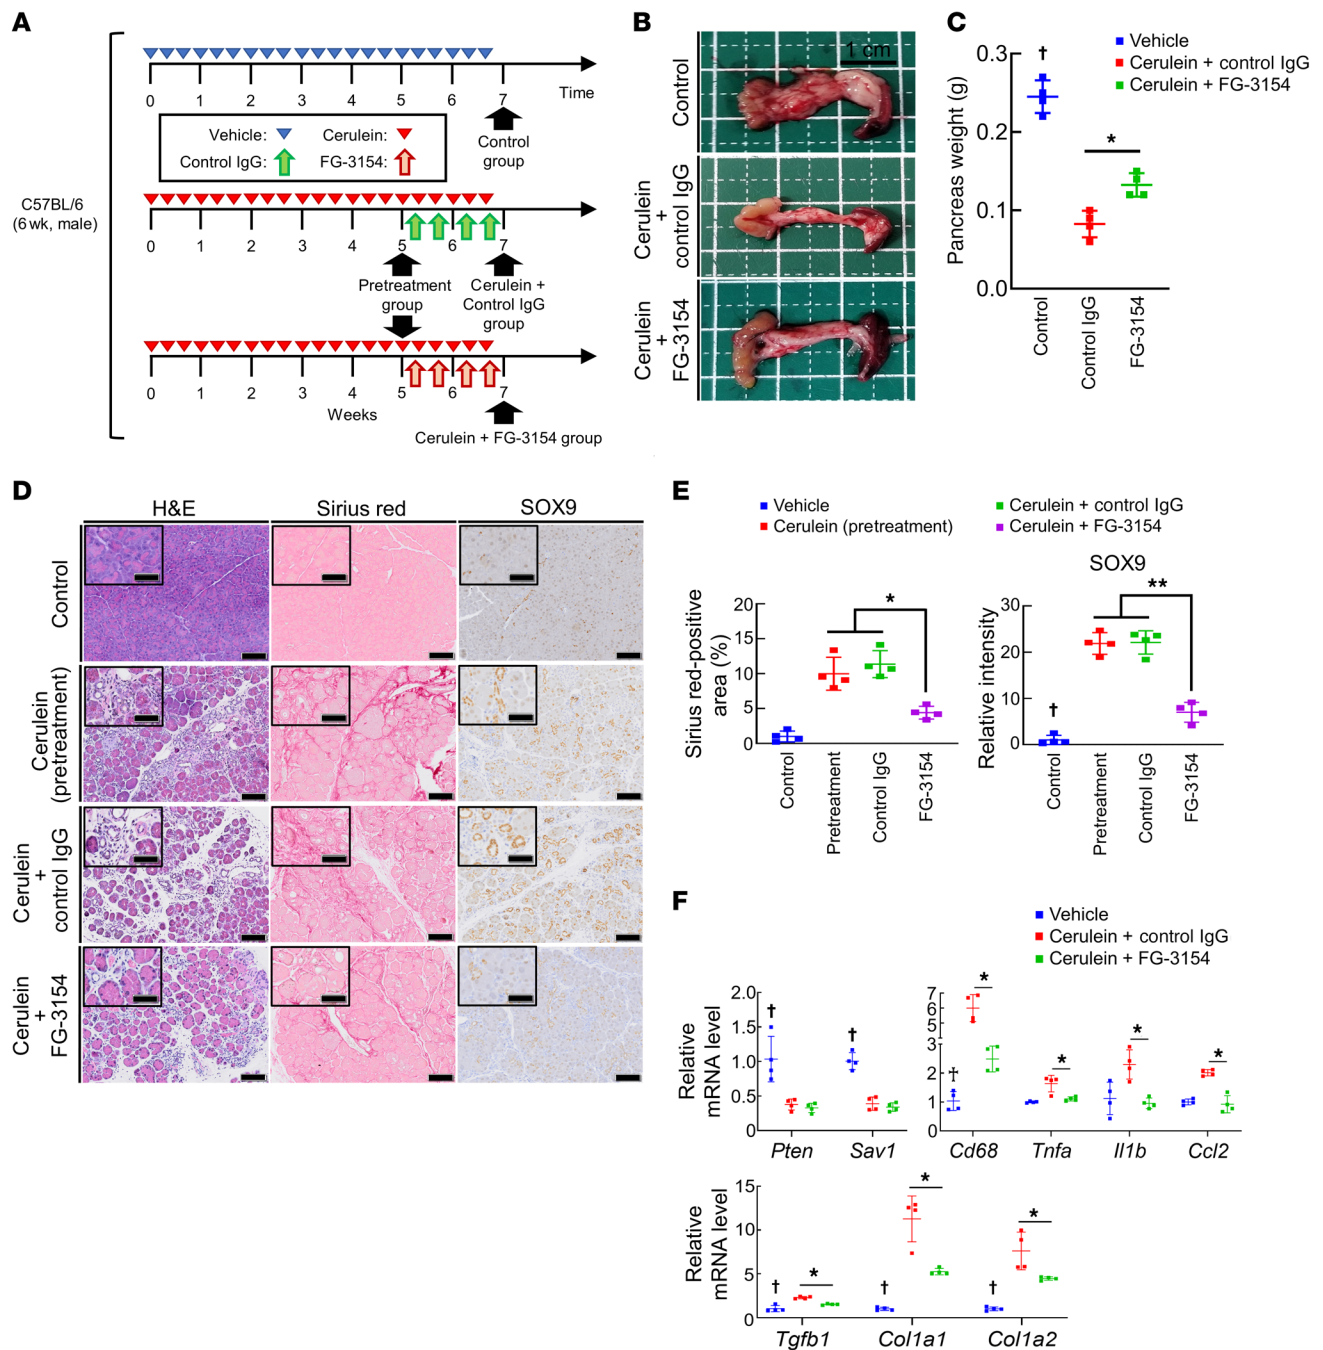 A
0 1 2 3 4 5 6 7 Time
Vehicle: Cerulein:
Control IgG: FG-3154:
Control
group
C57BL/6
(6 wk, male)
0 1 2 3 4 5 6 7
Pretreatment
group
Cerulein +
Control IgG
group
0 1 2 3 4 5 6 7
Weeks
Cerulein + FG-3154 group
B
1 cm
Control
Cerulein
+
control IgG
Cerulein
+
FG-3154
C
Vehicle
Cerulein + control IgG
Cerulein + FG-3154
Pancreas weight (g)
0.3
0.2
0.1
0.0
†
*
Control
Control IgG
FG-3154
D
H&E Sirius red SOX9
Control
Cerulein
(pretreatment)
Cerulein
+
control IgG
Cerulein
+
FG-3154
E
Vehicle
Cerulein (pretreatment)
Cerulein + control IgG
Cerulein + FG-3154
Sirius red-positive
area (%)
20
15
10
5
0
*
Control
Pretreatment
Control IgG
FG-3154
SOX9
Relative intensity
30
20
10
0
†
**
Control
Pretreatment
Control IgG
FG-3154
F
Vehicle
Cerulein + control IgG
Cerulein + FG-3154
Relative
mRNA level
2.0
1.5
1.0
0.5
0
† †
Pten Sav1
7
6
5
3
2
1
0
† * * * *
Cd68 Tnfa Il1b Ccl2
Relative
mRNA level
15
10
5
0
† * † * † *
Tgfb1 Col1a1 Col1a2